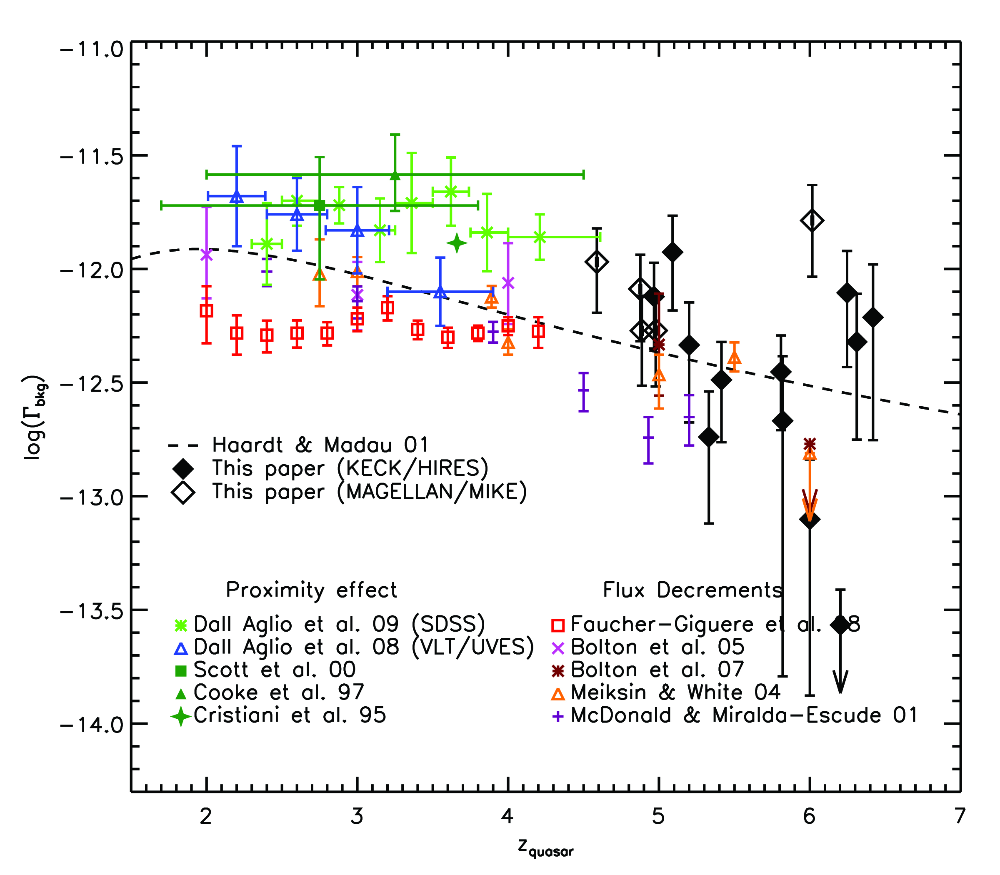 -11.0
-11.5
-12.0
-12.5
-13.0
-13.5
-14.0
log(Γbkg)
Haardt & Madau 01
This paper (KECK/HIRES)
This paper (MAGELLAN/MIKE)
Proximity effect
Dall Aglio et al. 09 (SDSS)
Dall Aglio et al. 08 (VLT/UVES)
Scott et al. 00
Cooke et al. 97
Cristiani et al. 95
Flux Decrements
Faucher-Giguere et al. 8
Bolton et al. 05
Bolton et al. 07
Meiksin & White 04
McDonald & Miralda-Escude 01
2 3 4 5 6 7
zquasar